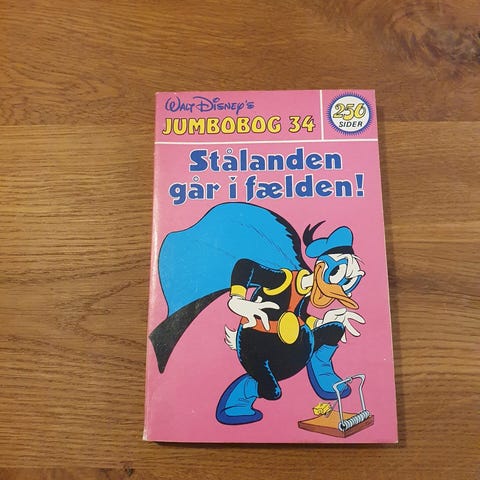 Walt Disney's
JUMBOBOG 34
256
SIDER
Stålanden
går i fælden!